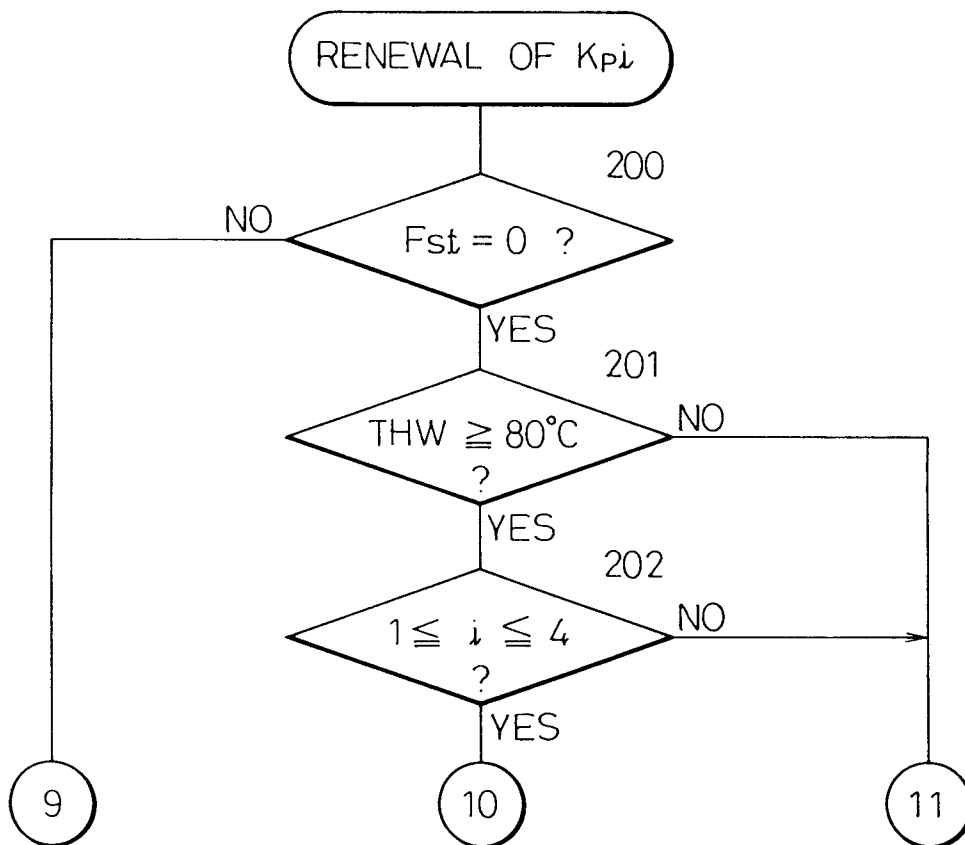 RENEWAL OF Kpi
200
NO
Fst = 0 ?
YES
201
THW ≧ 80°C
?
NO
YES
202
1 ≦ i ≦ 4
?
NO
YES
9
10
11